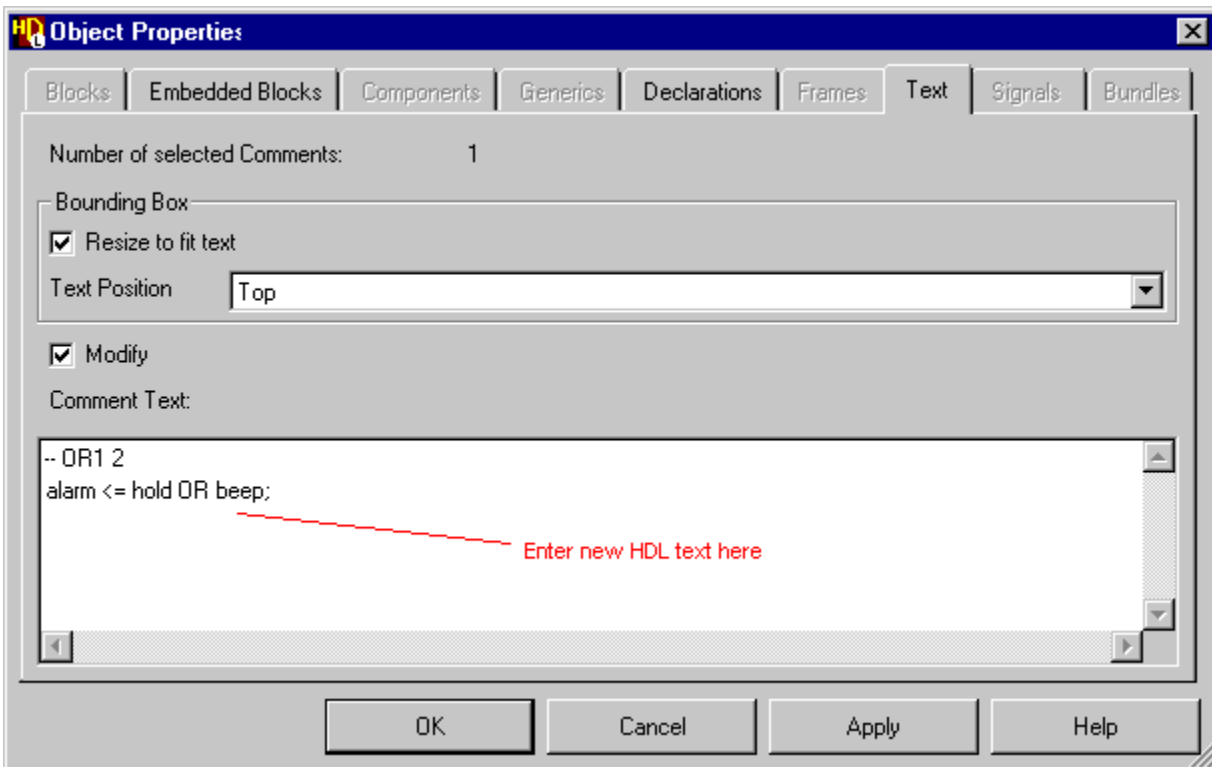 HDL Object Properties
Blocks Embedded Blocks Components Generics Declarations Frames Text Signals Bundles
Number of selected Comments: 1
Bounding Box
Resize to fit text
Text Position Top
Modify
Comment Text:
-- OR1 2
alarm <= hold OR beep;
Enter new HDL text here
OK Cancel Apply Help